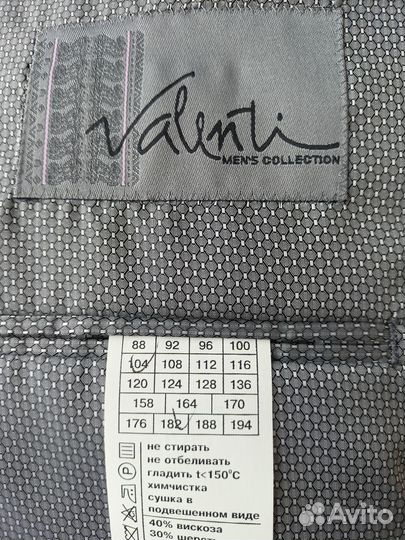 Valenti
MEN'S COLLECTION
88 92 96 100
104 108 112 116
120 124 128 136
158 164 170
176 182 188 194
не стирать
не отбеливать
гладить t<150°C
Ⓟ химчистка
сушка в
подвешенном виде
40% вискоза
30% шерсть
Avito